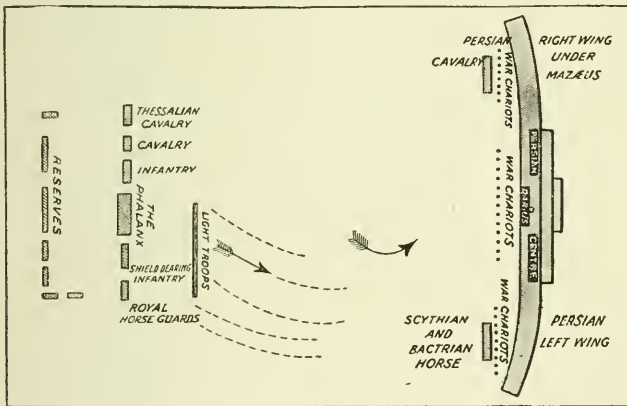 THESSALIAN
CAVALRY
CAVALRY
INFANTRY
THE
PHALANX
SHIELD BEARING
INFANTRY
ROYAL
HORSE GUARDS
RESERVES
LIGHT TROOPS
PERSIAN
CAVALRY
WAR CHARIOTS
RIGHT WING
UNDER
MAZÆUS
WAR CHARIOTS
PERSIAN
DARIUS
CENTRE
WAR CHARIOTS
SCYTHIAN
AND
BACTRIAN
HORSE
PERSIAN
LEFT WING